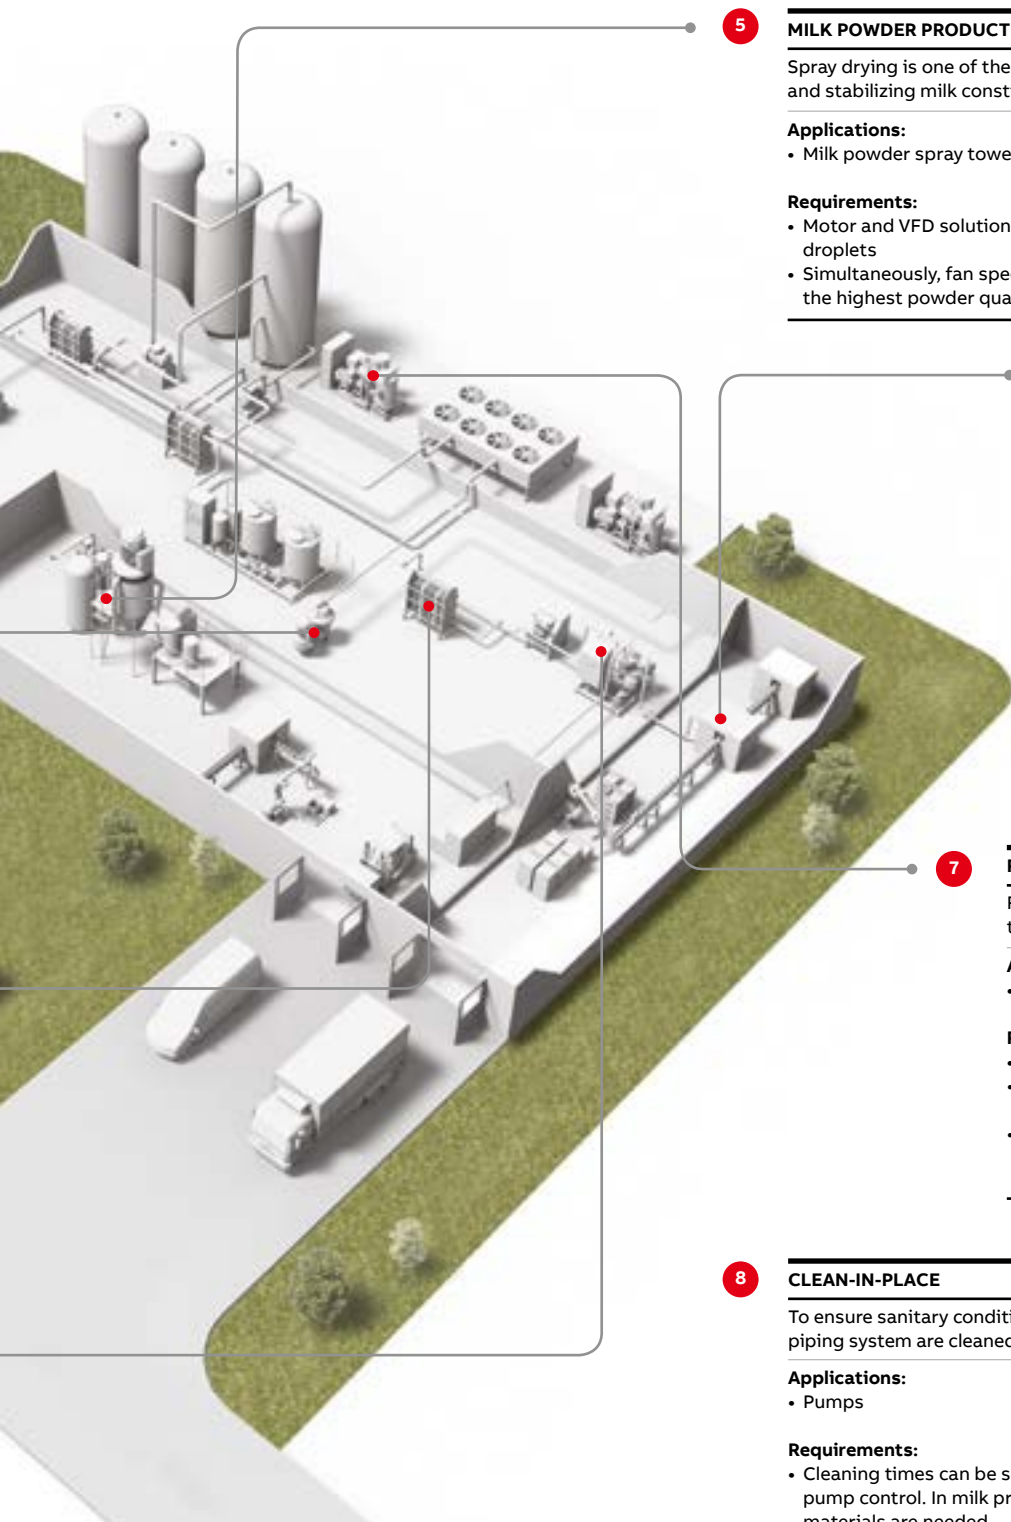 5
MILK POWDER PRODUCT
Spray drying is one of the
and stabilizing milk const
Applications:
• Milk powder spray towe
Requirements:
• Motor and VFD solution
droplets
• Simultaneously, fan spe
the highest powder qua
7
8
CLEAN-IN-PLACE
To ensure sanitary conditi
piping system are cleaned
Applications:
• Pumps
Requirements:
• Cleaning times can be s
pump control. In milk pr
materials are needed